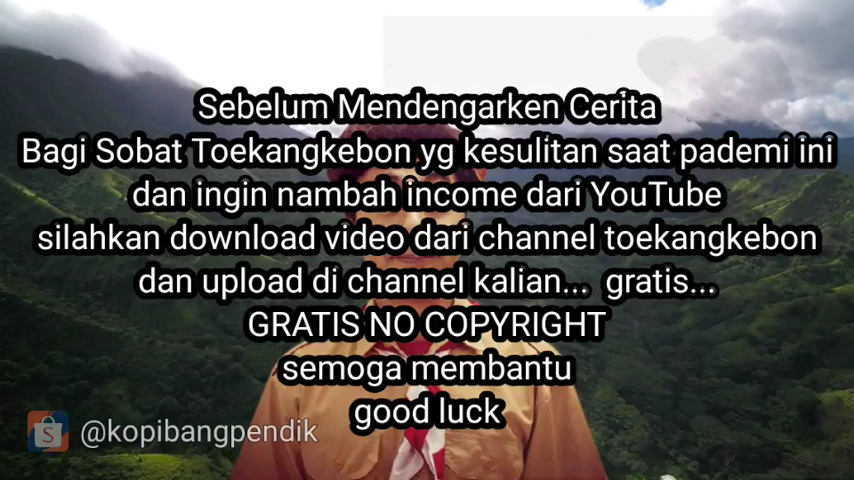 Sebelum Mendengarken Cerita
Bagi Sobat Toekangkebon yg kesulitan saat pademi ini
dan ingin nambah income dari YouTube
silahkan download video dari channel toekangkebon
dan upload di channel kalian... gratis...
GRATIS NO COPYRIGHT
semoga membantu
good luck
@kopibangpendik